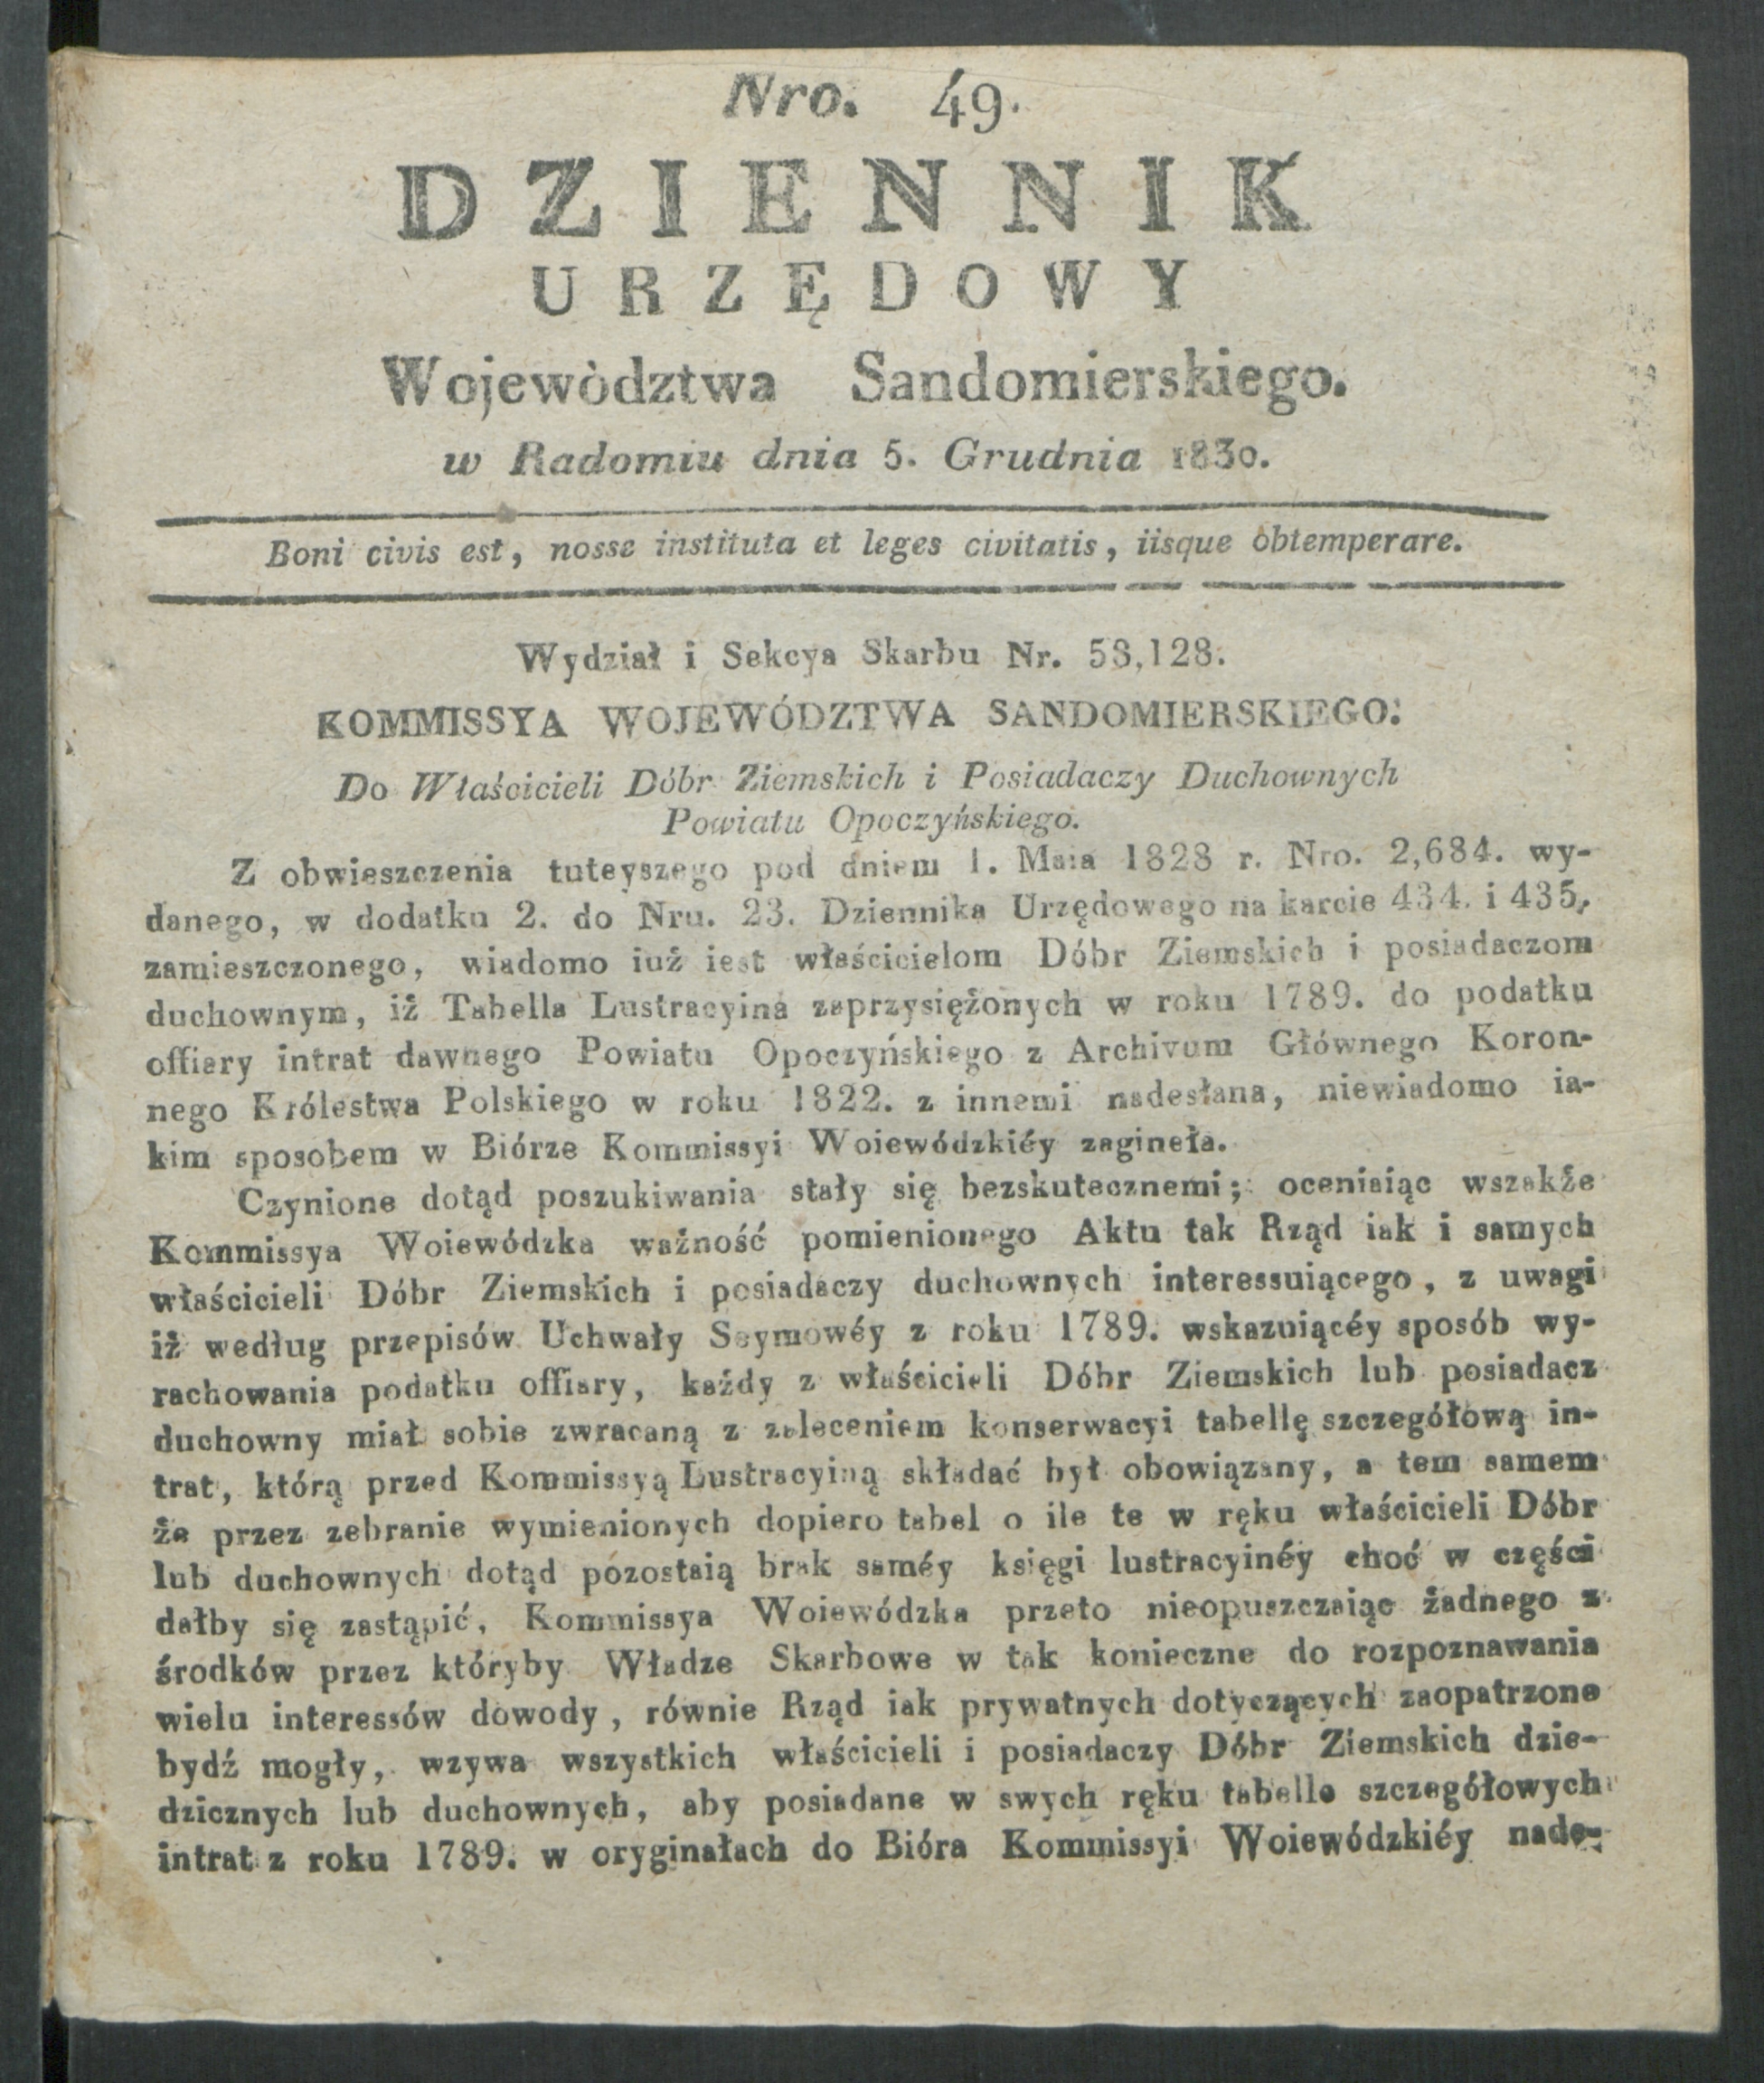 Nro. 49.
DZIENNIK
URZĘDOWY
Wojewòdztwa Sandomierskiego.
w Radomiu dnia 5. Grudnia 1830.
Boni civis est, nosse instituta et leges civitatis, iisque obtemperare.
Wydział i Sekcya Skarbu Nr. 58,128.
KOMMISSYA WOJEWÓDZTWA SANDOMIERSKIEGO.
Do Właścicieli Dóbr Ziemskich i Posiadaczy Duchownych
Powiatu Opoczyńskiego.
Z obwieszczenia tuteyszego pod dniem 1. Maia 1828 r. Nro. 2,684. wy-
danego, w dodatku 2. do Nru. 23. Dziennika Urzędowego na karcie 434. i 435,
zamieszczonego, wiadomo iuż iest właścicielom Dóbr Ziemskich i posiadaczom
duchownym, iż Tabella Lustracyina zaprzysiężonych w roku 1789. do podatku
offiary intrat dawnego Powiatu Opoczyńskiego z Archivum Głównego Koron-
nego Królestwa Polskiego w roku 1822. z innemi nadesłana, niewiadomo ia-
kim sposobem w Biórze Kommissyi Woiewódzkiéy zagineła.
Czynione dotąd poszukiwania stały się bezskutecznemi; oceniaiąc wszakże
Kommissya Woiewódzka ważność pomienionego Aktu tak Rząd iak i samych
właścicieli Dóbr Ziemskich i posiadaczy duchownych interessuiącego, z uwagi
iż według przepisów Uchwały Seymowéy z roku 1789. wskazuiącéy sposób wy-
rachowania podatku offiary, każdy z właścicieli Dóbr Ziemskich lub posiadacz
duchowny miał sobie zwracaną z zaleceniem konserwacyi tabellę szczegółową in-
trat, którą przed Kommissyą Lustracyiną składać był obowiązany, a tem samem
że przez zebranie wymienionych dopiero tabel o ile te w ręku właścicieli Dóbr
lub duchownych dotąd pozostaią brak saméy księgi lustracyinéy choć w części
dałby się zastąpić, Kommissya Woiewódzka przeto nieopuszczaiąc żadnego z
środków przez któryby Władze Skarbowe w tak konieczne do rozpoznawania
wielu interessów dowody, równie Rząd iak prywatnych dotyczących zaopatrzone
bydź mogły, wzywa wszystkich właścicieli i posiadaczy Dóbr Ziemskich dzie-
dzicznych lub duchownych, aby posiadane w swych ręku tabelle szczegółowych
intrat z roku 1789. w oryginałach do Bióra Kommissyi Woiewódzkiéy nade-